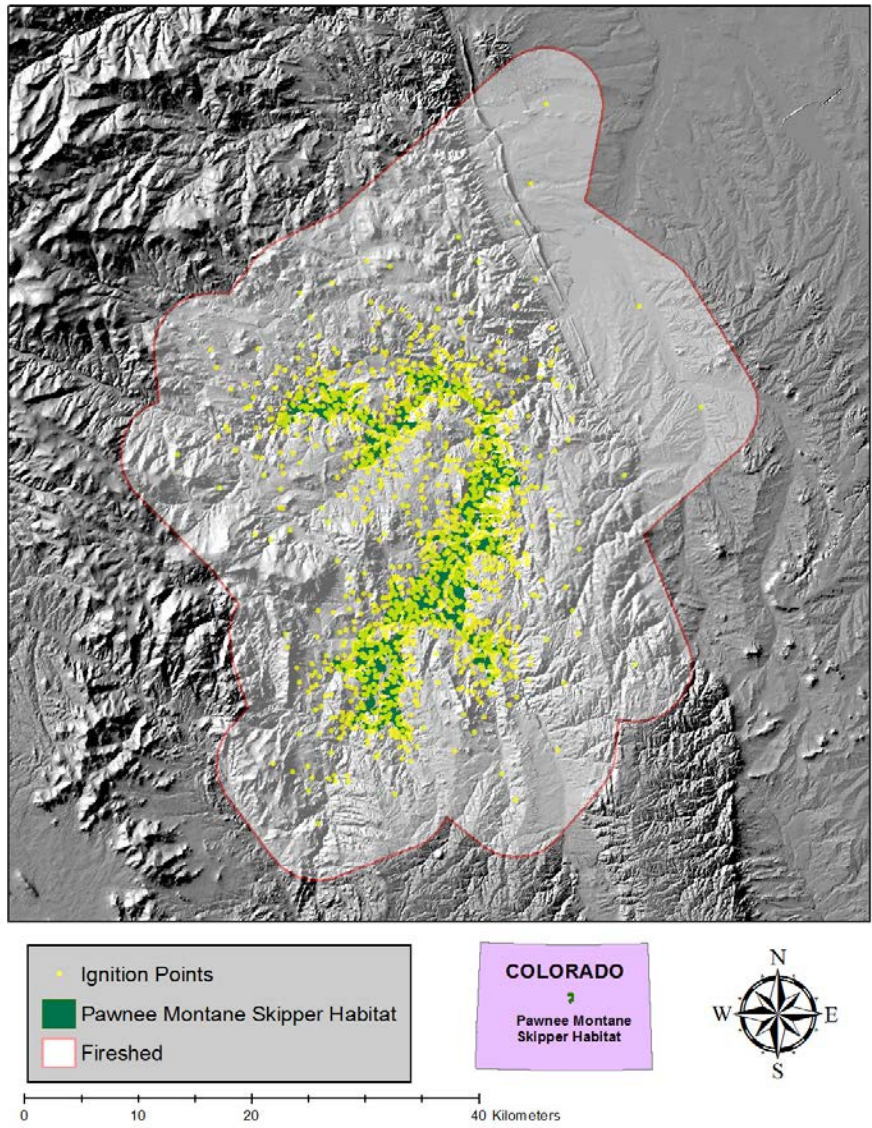 Ignition Points
Pawnee Montane Skipper Habitat
Fireshed
COLORADO
Pawnee Montane
Skipper Habitat
N
W
E
S
0
10
20
40 Kilometers